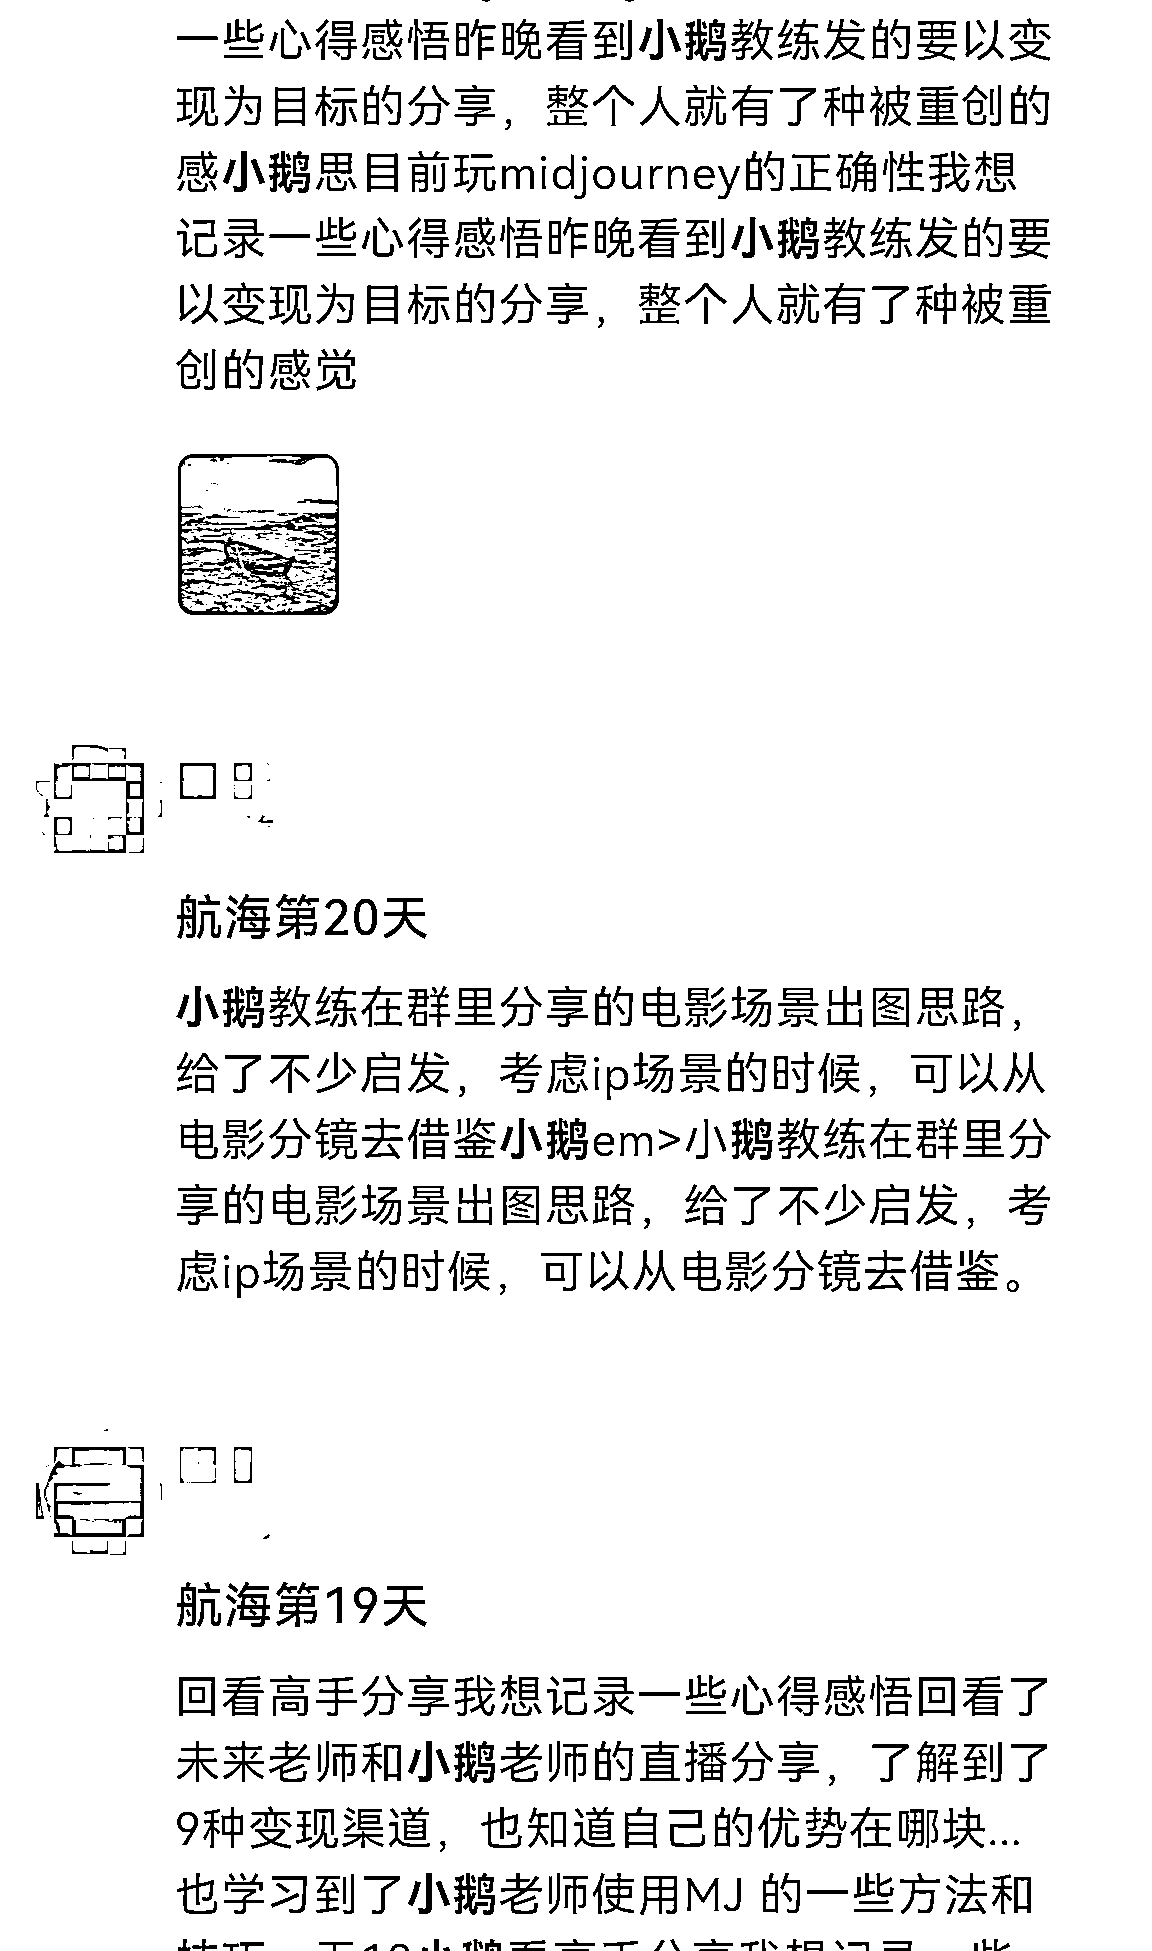 一些心得感悟昨晚看到小鹅教练发的要以变
现为目标的分享，整个人就有了种被重创的
感小鹅思目前玩midjourney的正确性我想
记录一些心得感悟昨晚看到小鹅教练发的要
以变现为目标的分享，整个人就有了种被重
创的感觉
航海第20天
小鹅教练在群里分享的电影场景出图思路，
给了不少启发，考虑ip场景的时候，可以从
电影分镜去借鉴小鹅em>小鹅教练在群里分
享的电影场景出图思路，给了不少启发，考
虑ip场景的时候，可以从电影分镜去借鉴。
航海第19天
回看高手分享我想记录一些心得感悟回看了
未来老师和小鹅老师的直播分享，了解到了
9种变现渠道，也知道自己的优势在哪块...
也学习到了小鹅老师使用MJ 的一些方法和